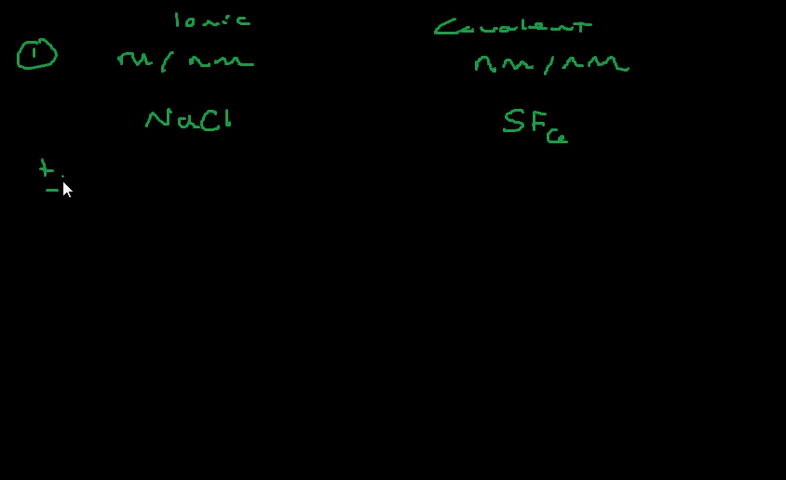 Ionic Covalent
① m/nm nm/nm
NaCl SF6
+
-